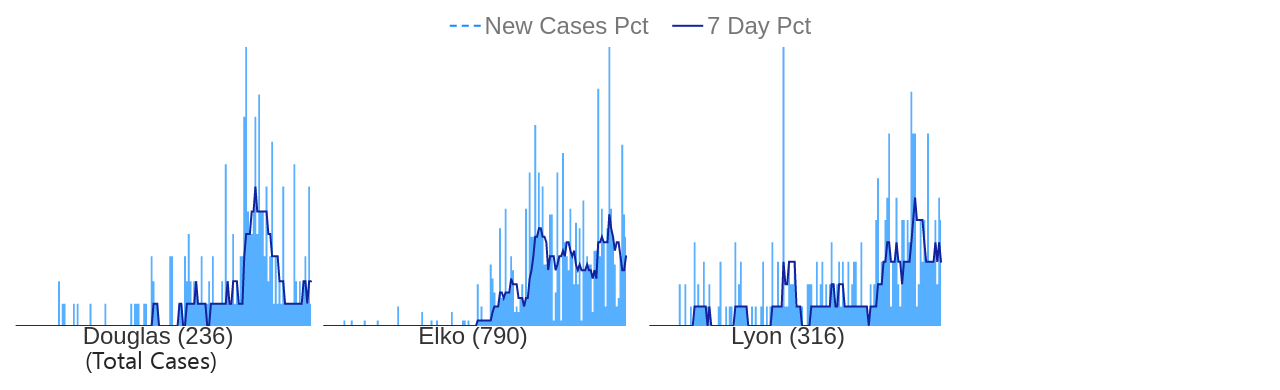 New Cases Pct 7 Day Pct
Douglas (236) Elko (790) Lyon (316)
(Total Cases)